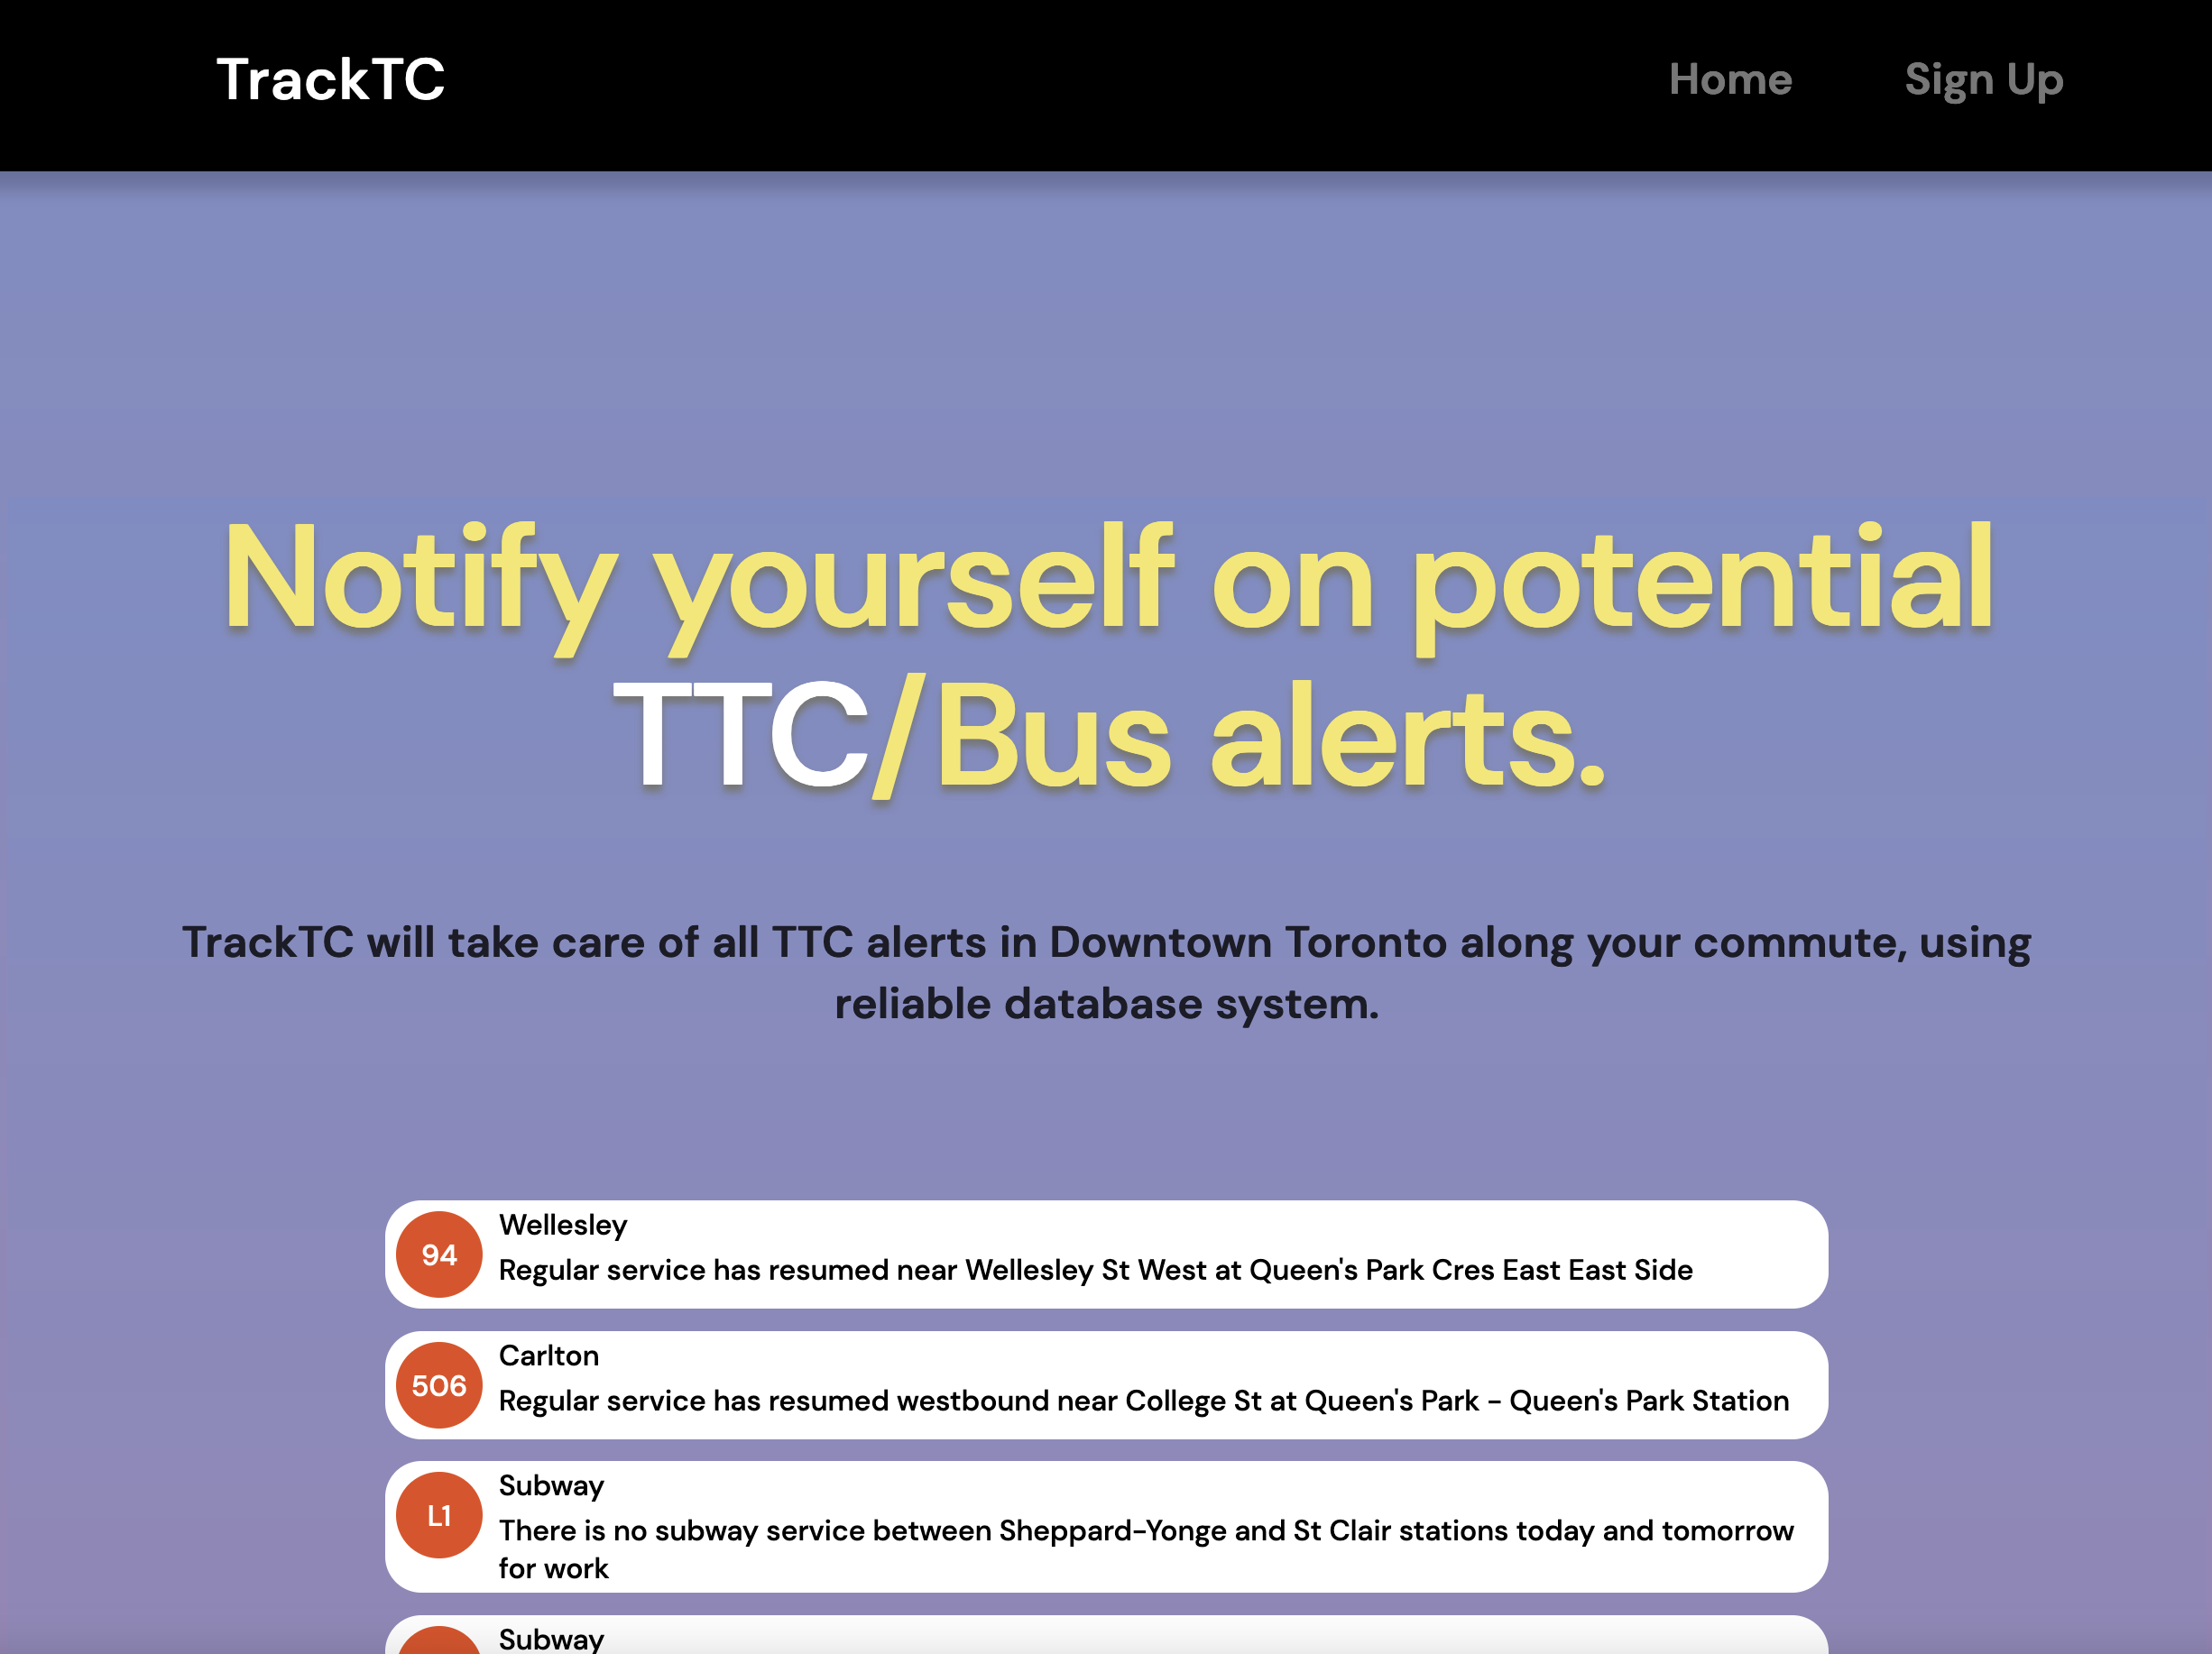 TrackTC
Home
Sign Up
Notify yourself on potential
TTC/Bus alerts.
TrackTC will take care of all TTC alerts in Downtown Toronto along your commute, using
reliable database system.
94
Wellesley
Regular service has resumed near Wellesley St West at Queen's Park Cres East East Side
506
Carlton
Regular service has resumed westbound near College St at Queen's Park - Queen's Park Station
L1
Subway
There is no subway service between Sheppard-Yonge and St Clair stations today and tomorrow
for work
Subway